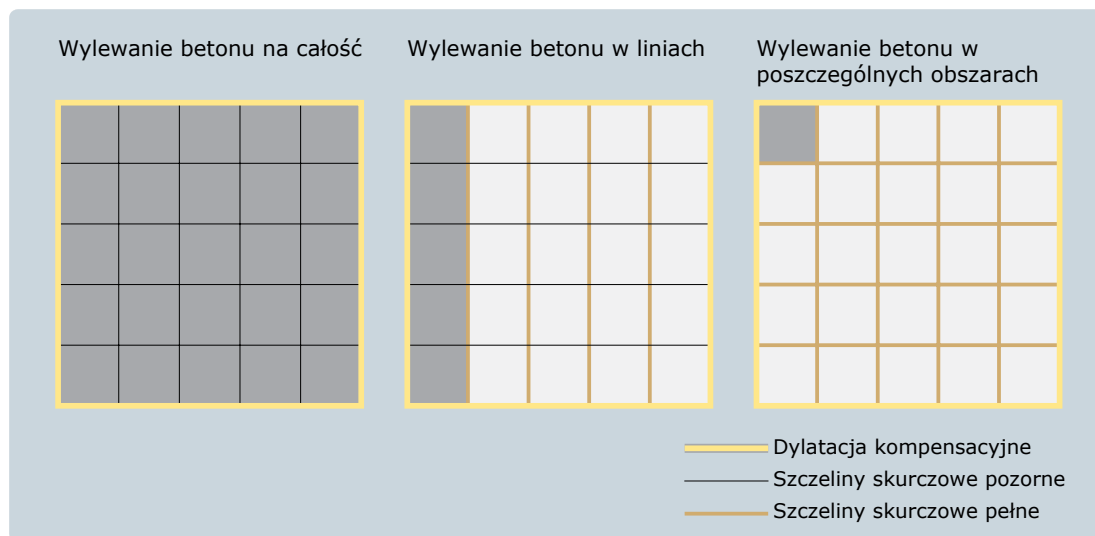 Wylewanie betonu na całość
Wylewanie betonu w liniach
Wylewanie betonu w
poszczególnych obszarach
Dylatacja kompensacyjne
Szczeliny skurczowe pozorne
Szczeliny skurczowe pełne